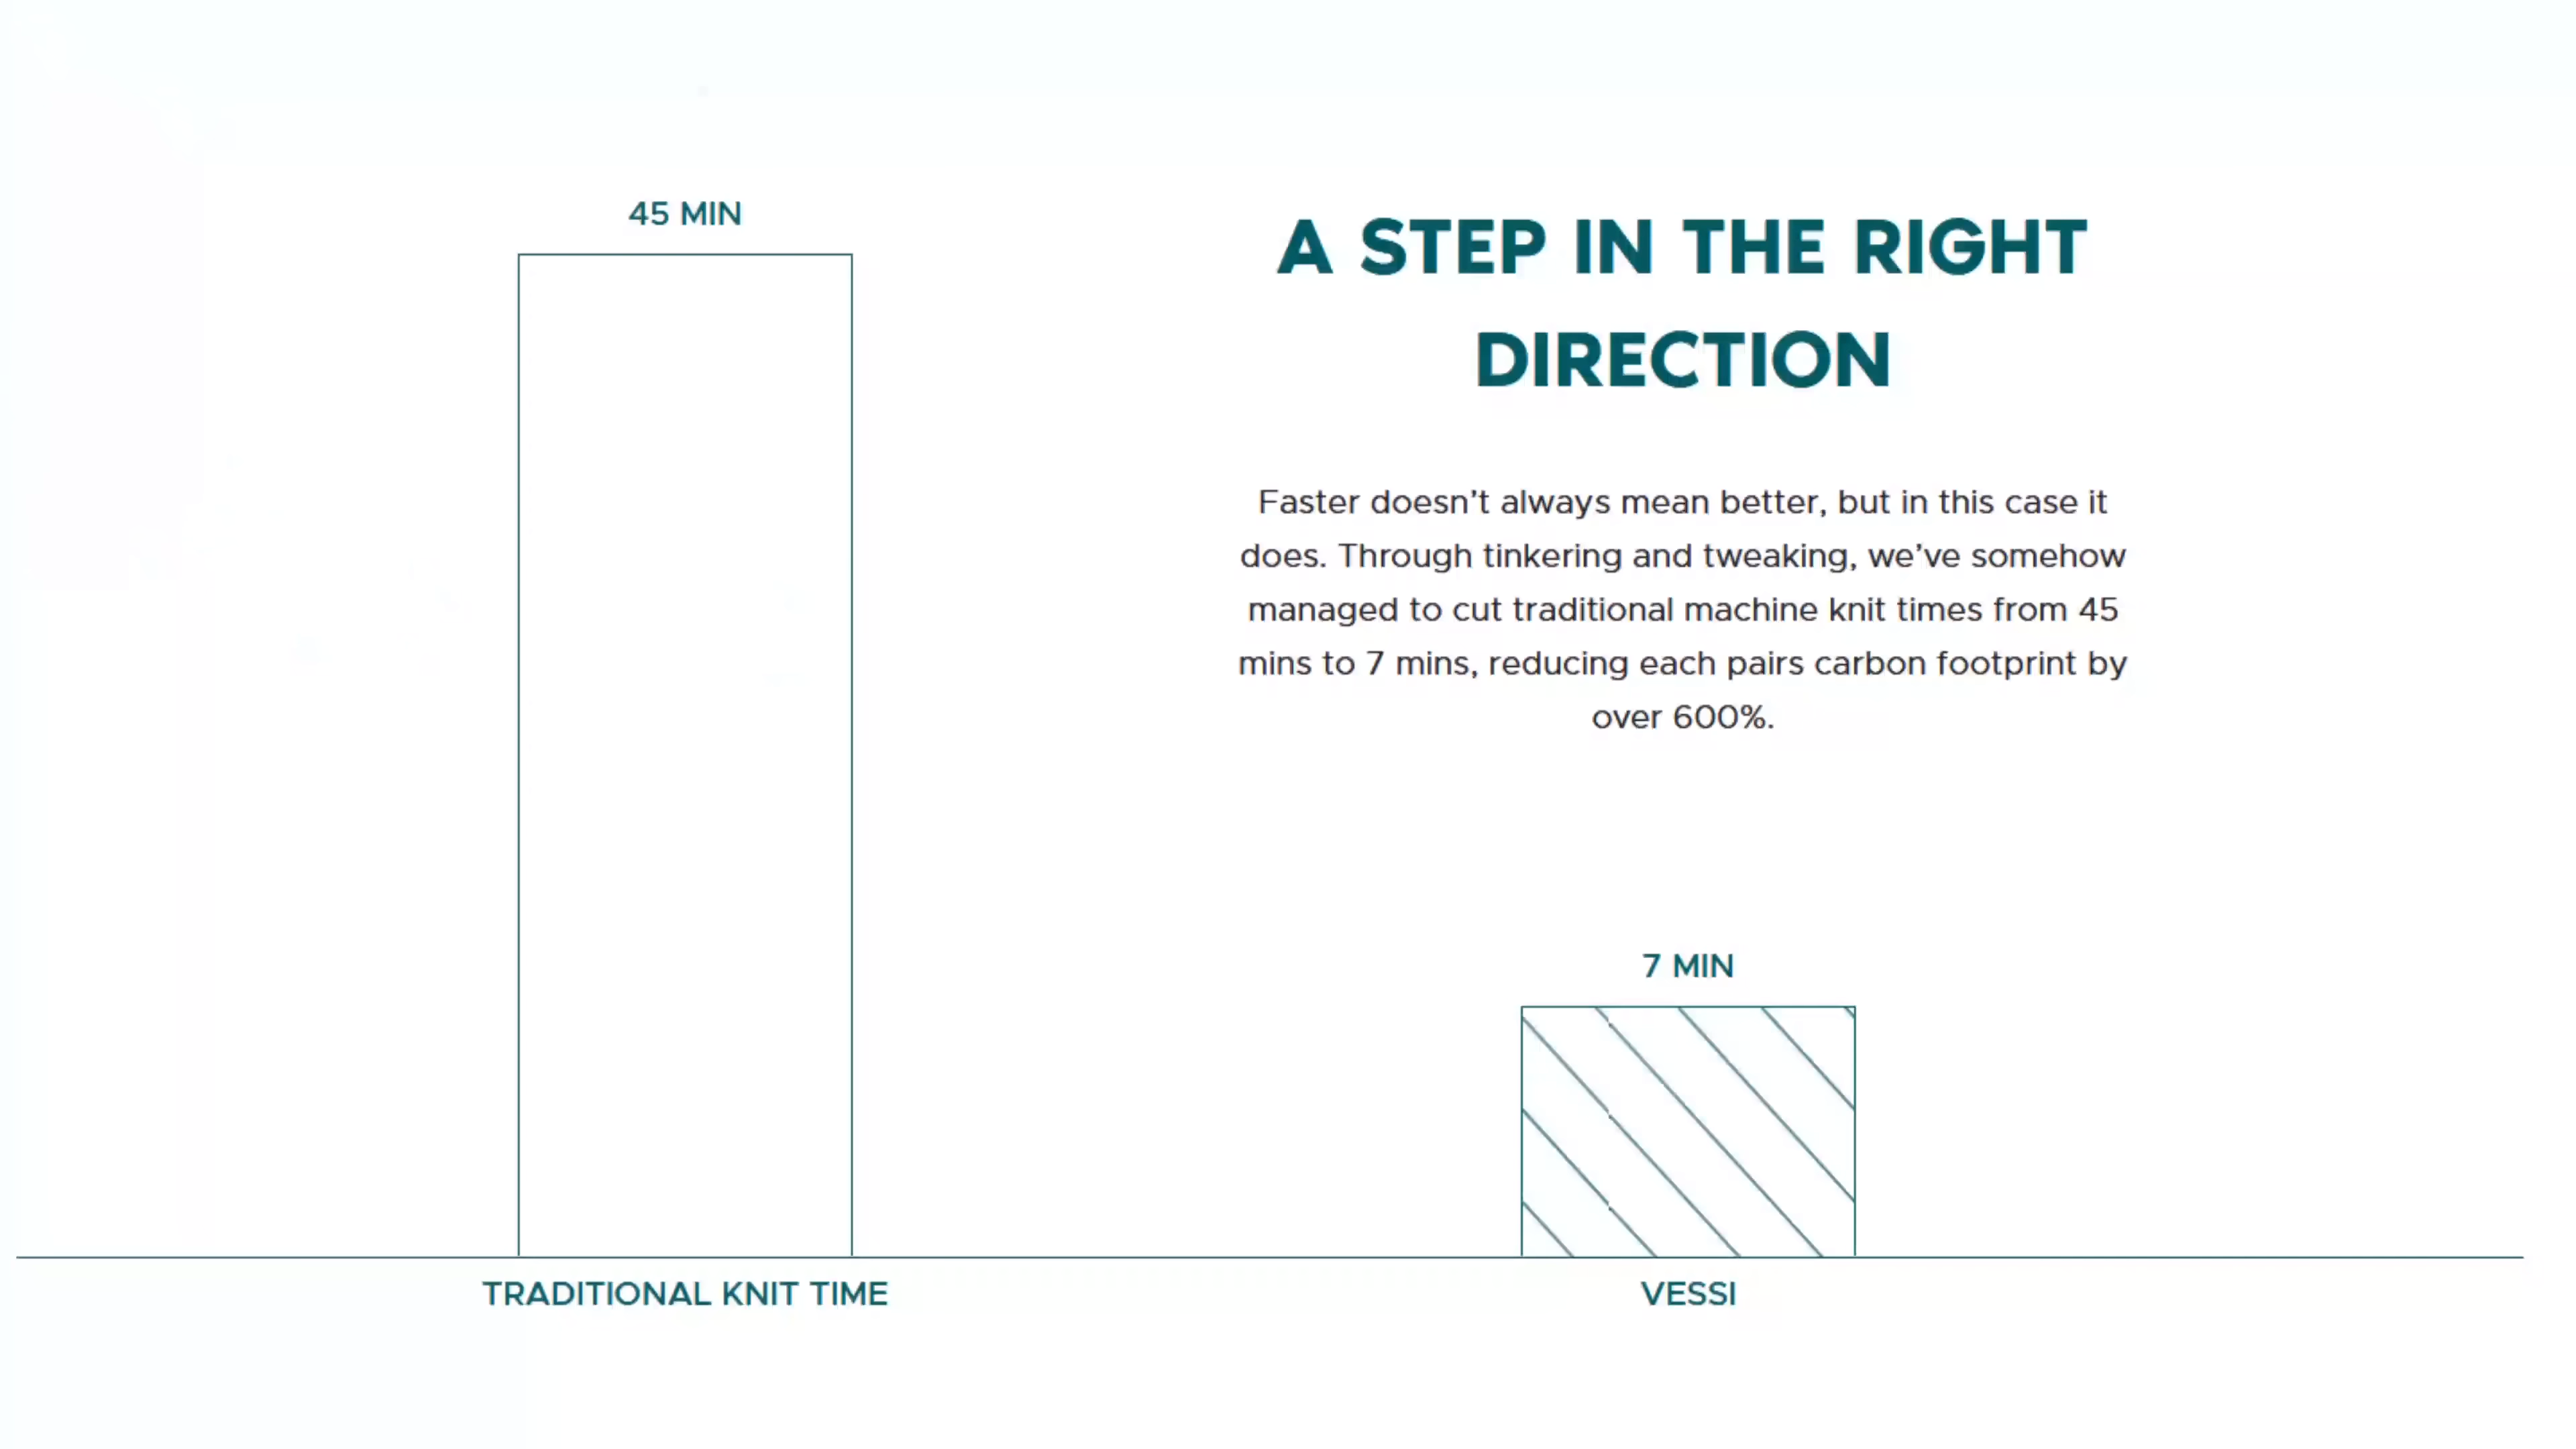 45 MIN
A STEP IN THE RIGHT
DIRECTION
Faster doesn't always mean better, but in this case it
does. Through tinkering and tweaking, we've somehow
managed to cut traditional machine knit times from 45
mins to 7 mins, reducing each pairs carbon footprint by
over 600%.
7 MIN
TRADITIONAL KNIT TIME
VESSI